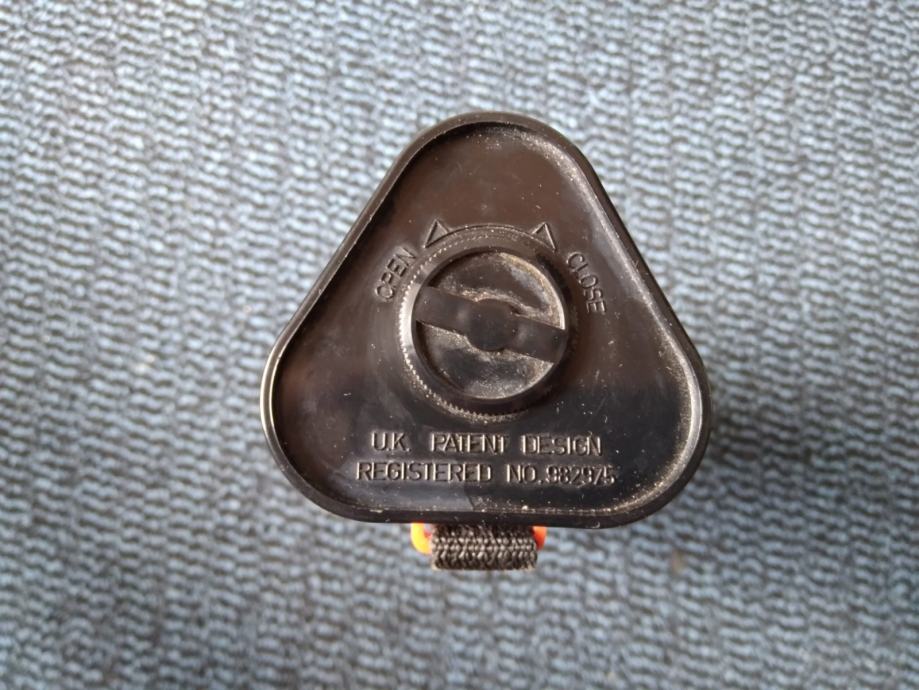 OPEN
CLOSE
U.K. PATENT DESIGN
REGISTERED NO.982975